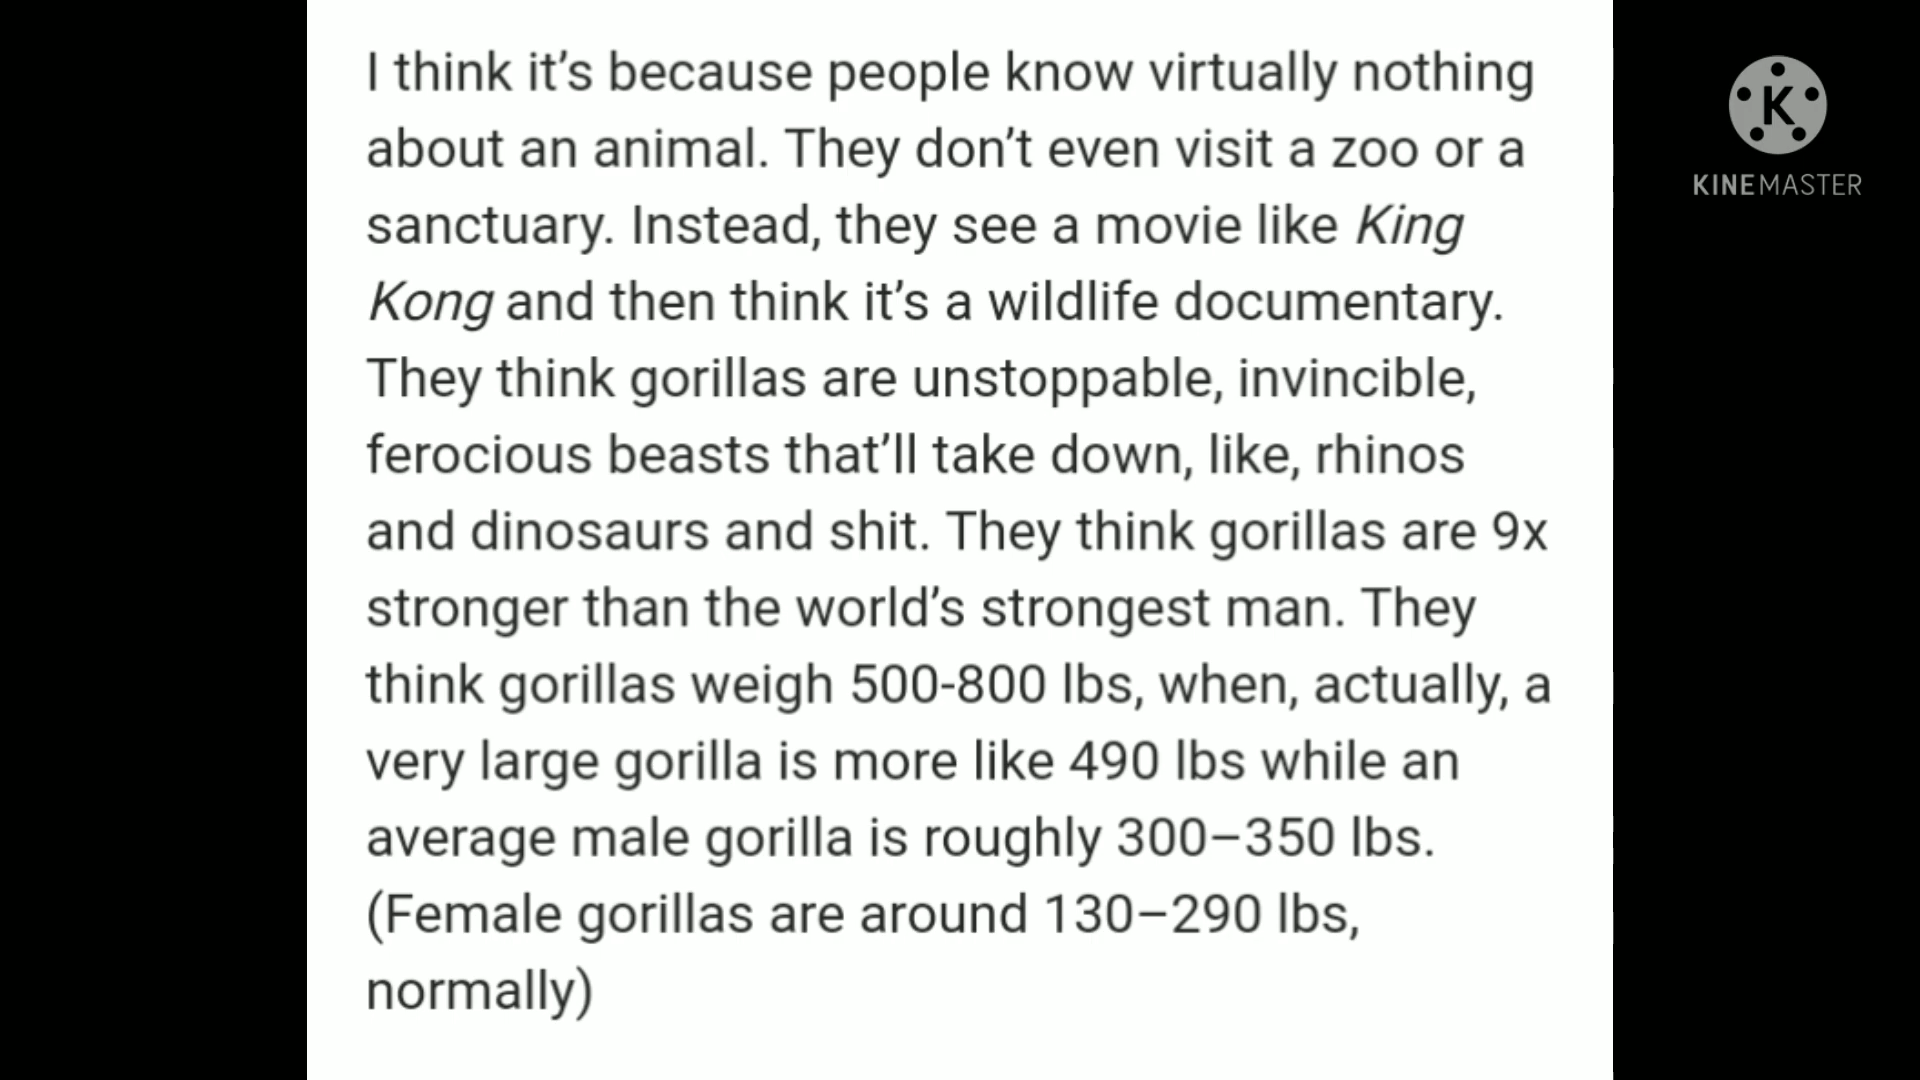 I think it’s because people know virtually nothing
about an animal. They don’t even visit a zoo or a
sanctuary. Instead, they see a movie like King
Kong and then think it’s a wildlife documentary.
They think gorillas are unstoppable, invincible,
ferocious beasts that’ll take down, like, rhinos
and dinosaurs and shit. They think gorillas are 9x
stronger than the world’s strongest man. They
think gorillas weigh 500-800 lbs, when, actually, a
very large gorilla is more like 490 lbs while an
average male gorilla is roughly 300–350 lbs.
(Female gorillas are around 130–290 lbs,
normally)
K
KINEMASTER